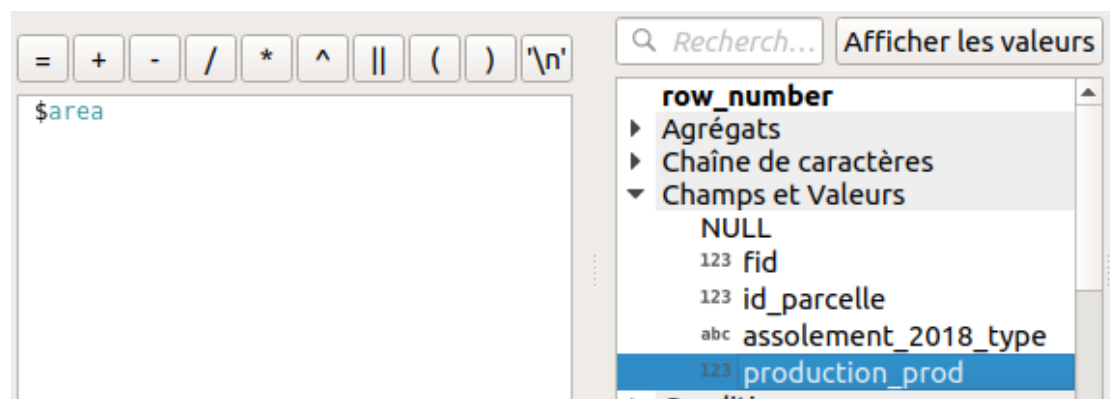 = + - / * ^ || ( ) '\n'
$area
Recherch... Afficher les valeurs
row_number
Agrégats
Chaîne de caractères
Champs et Valeurs
NULL
123 fid
123 id_parcelle
abc assolement_2018_type
123 production_prod